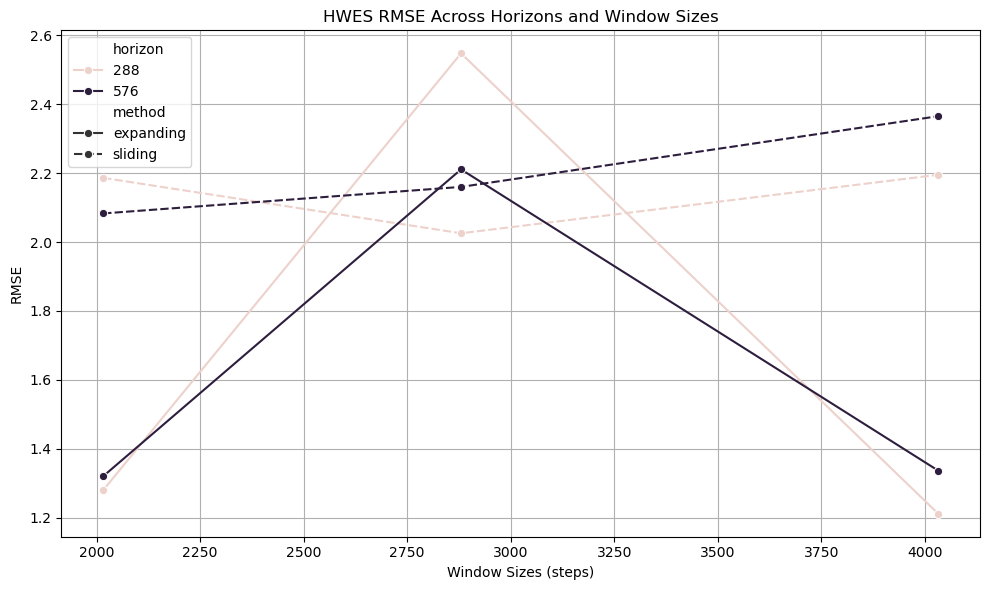 HWES RMSE Across Horizons and Window Sizes
horizon
288
576
method
expanding
sliding
RMSE
2.6
2.4
2.2
2.0
1.8
1.6
1.4
1.2
2000 2250 2500 2750 3000 3250 3500 3750 4000
Window Sizes (steps)